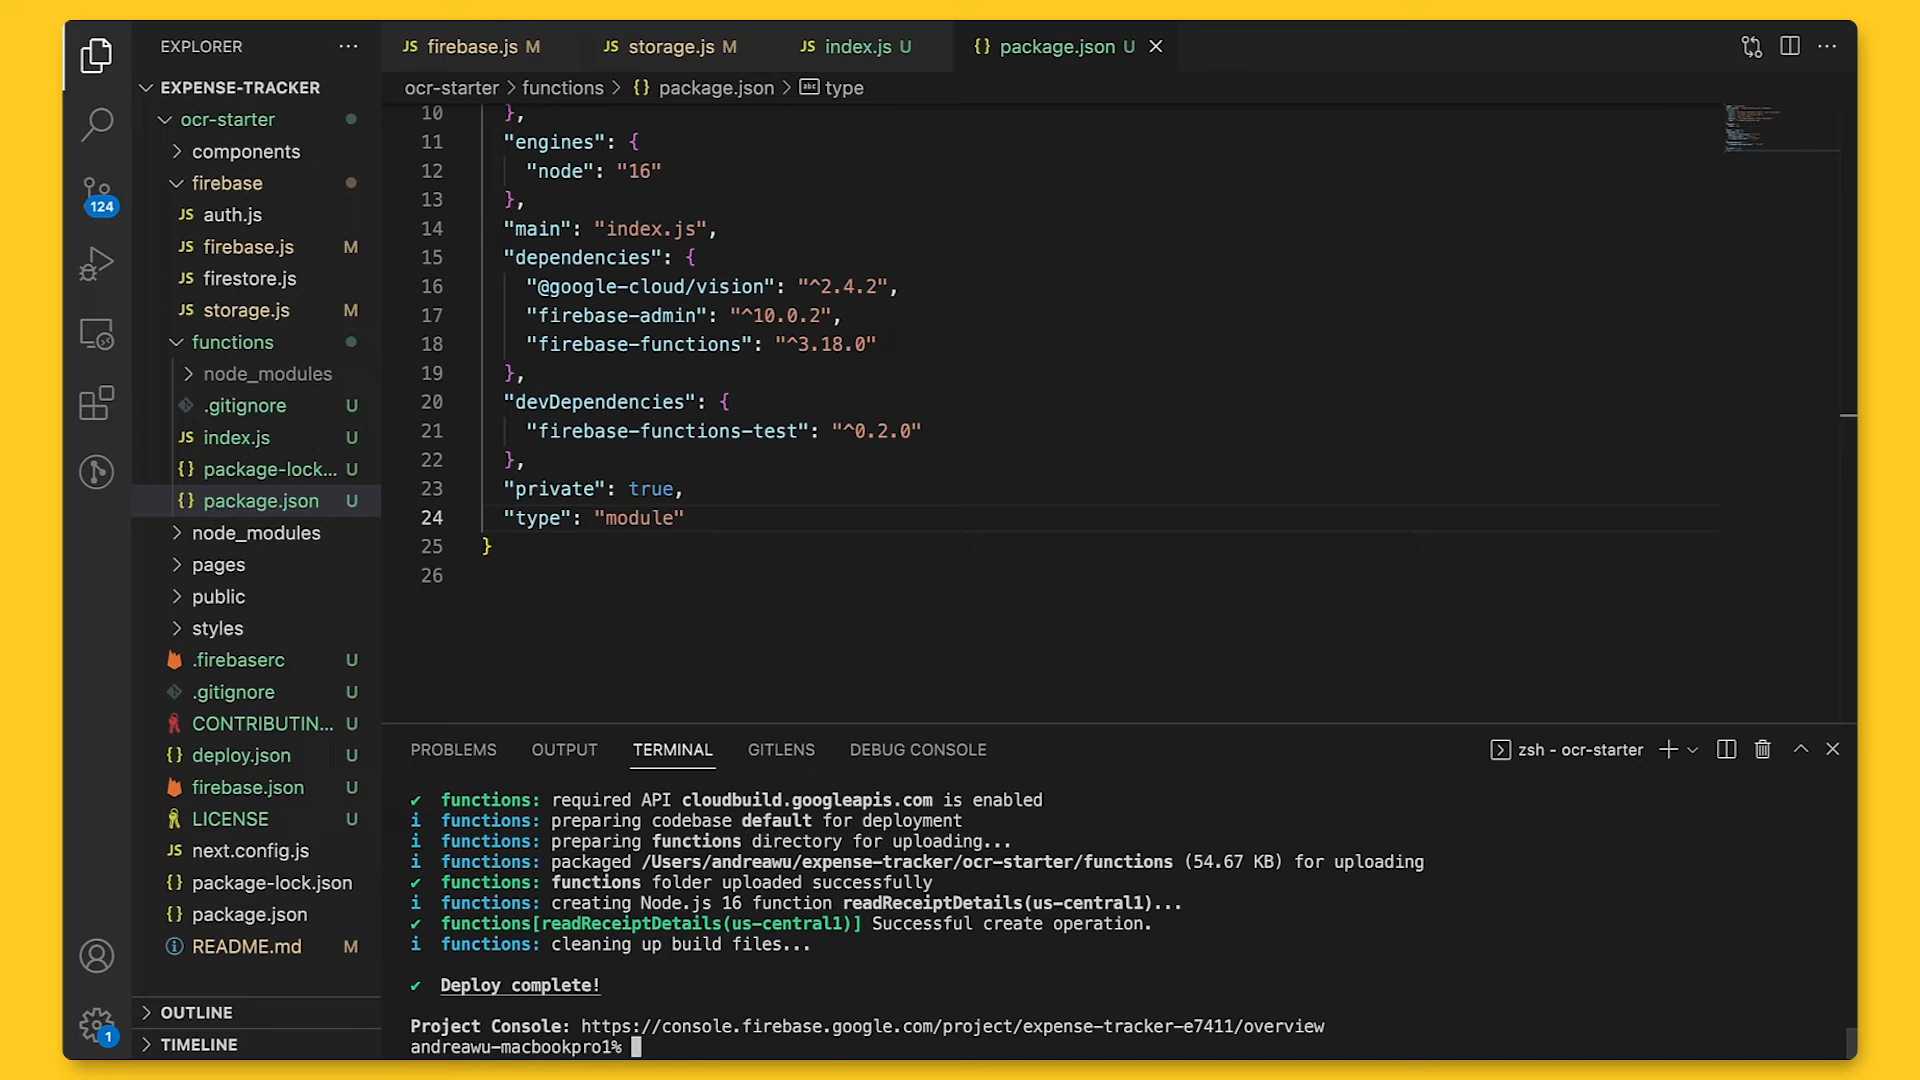 EXPLORER
EXPENSE-TRACKER
ocr-starter
components
firebase
auth.js
firebase.js M
firestore.js
storage.js M
functions
node_modules
.gitignore U
index.js U
package-lock... U
package.json U
node_modules
pages
public
styles
.firebaserc U
.gitignore U
CONTRIBUTIN... U
deploy.json U
firebase.json U
LICENSE U
next.config.js
package-lock.json
package.json
README.md M
OUTLINE
TIMELINE
124
1
JS firebase.js M JS storage.js M JS index.js U {} package.json U
ocr-starter > functions > {} package.json > abc type
10 },
11 "engines": {
12 "node": "16"
13 },
14 "main": "index.js",
15 "dependencies": {
16 "@google-cloud/vision": "^2.4.2",
17 "firebase-admin": "^10.0.2",
18 "firebase-functions": "^3.18.0"
19 },
20 "devDependencies": {
21 "firebase-functions-test": "^0.2.0"
22 },
23 "private": true,
24 "type": "module"
25 }
26
PROBLEMS OUTPUT TERMINAL GITLENS DEBUG CONSOLE zsh - ocr-starter
✔ functions: required API cloudbuild.googleapis.com is enabled
i functions: preparing codebase default for deployment
i functions: preparing functions directory for uploading...
i functions: packaged /Users/andreawu/expense-tracker/ocr-starter/functions (54.67 KB) for uploading
✔ functions: functions folder uploaded successfully
i functions: creating Node.js 16 function readReceiptDetails(us-central1)...
✔ functions[readReceiptDetails(us-central1)] Successful create operation.
i functions: cleaning up build files...
✔ Deploy complete!
Project Console: https://console.firebase.google.com/project/expense-tracker-e7411/overview
andreawu-macbookpro1%